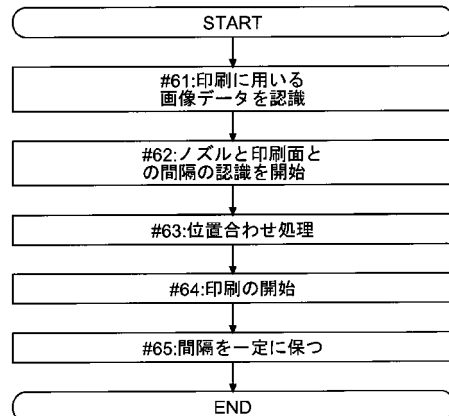 START
#61:印刷に用いる
画像データを認識
#62:ノズルと印刷面と
の間隔の認識を開始
#63:位置合わせ処理
#64:印刷の開始
#65:間隔を一定に保つ
END